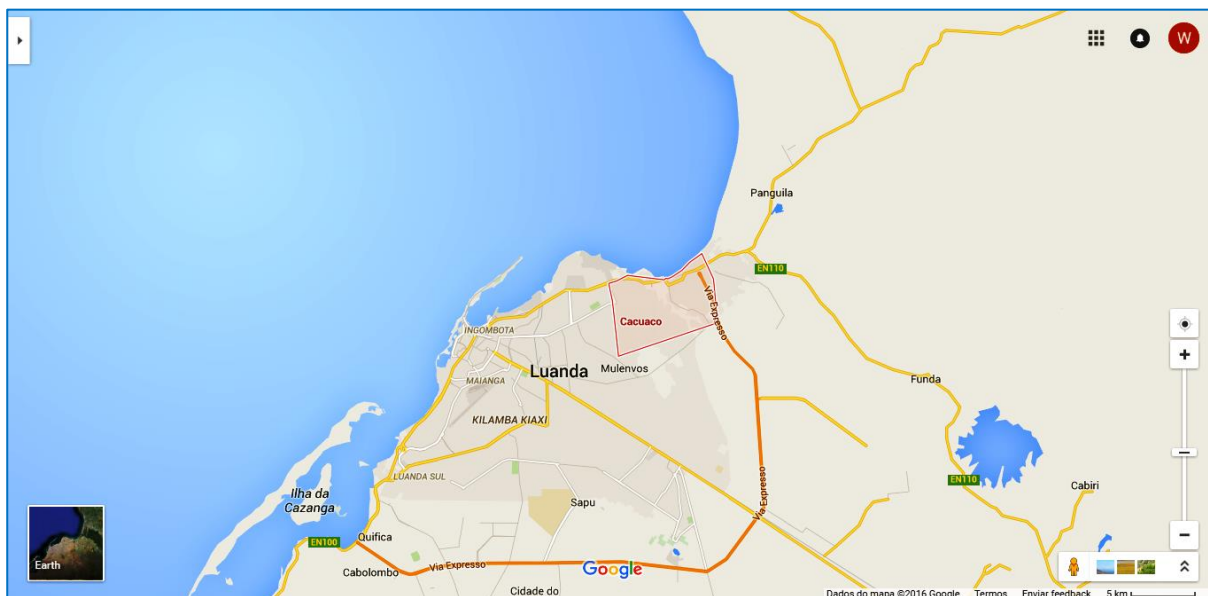 W
Panguila
EN110
INGOMBOTA
Cacuaco
Via Expresso
Luanda
Mulenvos
MAIANGA
Funda
KILAMBA KIAXI
LUANDA SUL
Via Expresso
EN110
Cabiri
Ilha da
Cazanga
Sapu
Quifica
EN100
Earth
Via Expresso
Google
Cabolombo
Cidade do
Dados do mapa ©2016 Google Termos Enviar feedback 5 km